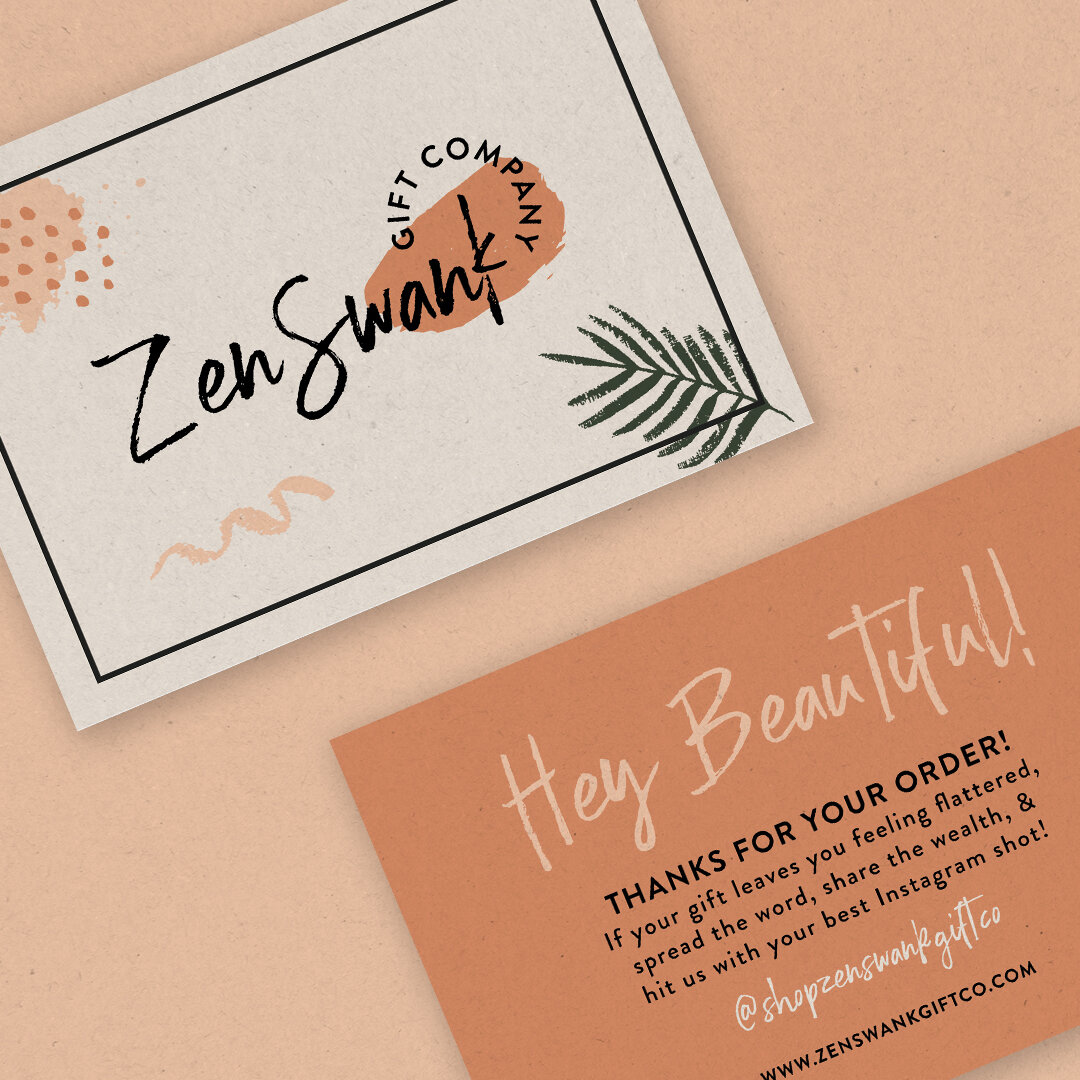 GIFT COMPANY
ZenSwank
Hey Beautiful!
THANKS FOR YOUR ORDER!
If your gift leaves you feeling flattered,
spread the word, share the wealth, &
hit us with your best Instagram shot!
@shopzenswankgiftco
WWW.ZENSWANKGIFTCO.COM